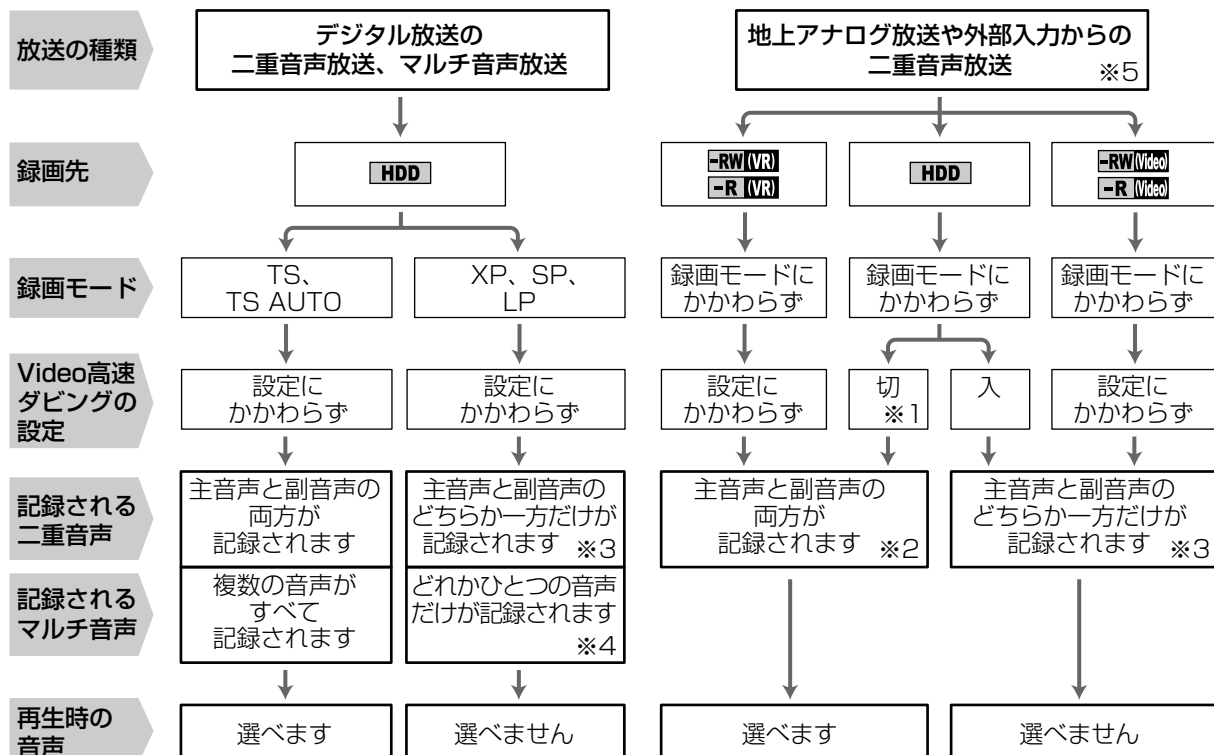 放送の種類
デジタル放送の
二重音声放送、マルチ音声放送
地上アナログ放送や外部入力からの
二重音声放送 ※5
録画先
HDD
-RW(VR)
-R (VR)
HDD
-RW(Video)
-R (Video)
録画モード
TS、
TS AUTO
XP、SP、
LP
録画モードに
かかわらず
録画モードに
かかわらず
録画モードに
かかわらず
Video高速
ダビングの
設定
設定に
かかわらず
設定に
かかわらず
設定に
かかわらず
切
※1
入
設定に
かかわらず
記録される
二重音声
主音声と副音声の
両方が
記録されます
主音声と副音声の
どちらか一方だけが
記録されます ※3
主音声と副音声の
両方が
記録されます ※2
主音声と副音声の
どちらか一方だけが
記録されます ※3
記録される
マルチ音声
複数の音声が
すべて
記録されます
どれかひとつの音声
だけが記録されます
※4
再生時の
音声
選べます
選べません
選べます
選べません